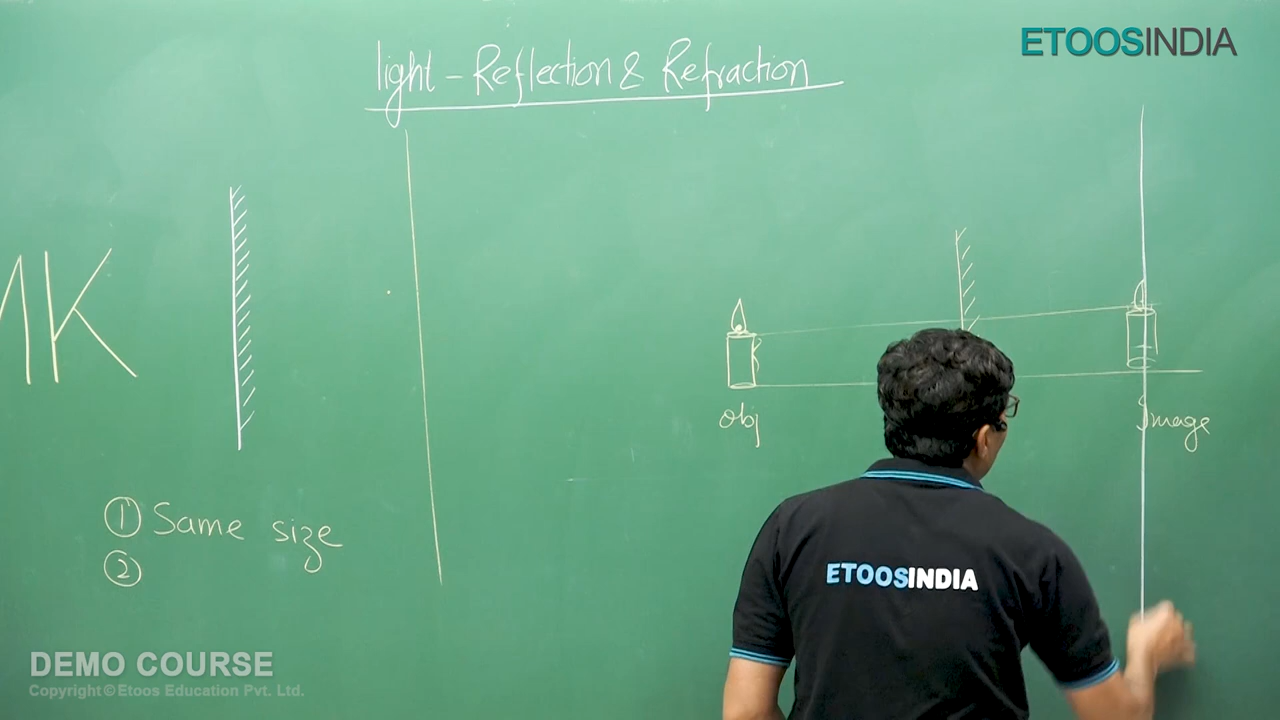 ETOOSINDIA
light - Reflection & Refraction
MK
obj
Image
① Same size
②
ETOOSINDIA
DEMO COURSE
Copyright © Etoos Education Pvt. Ltd.